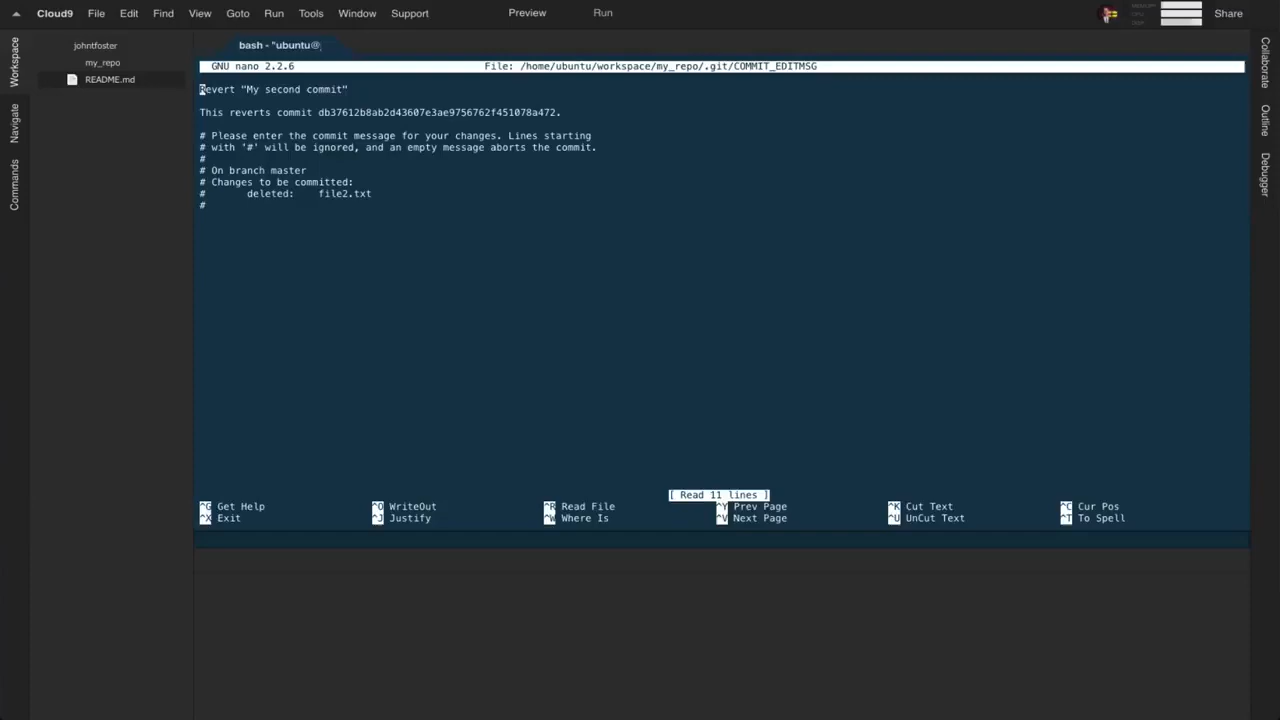 Cloud9 File Edit Find View Goto Run Tools Window Support Preview Run Share
Workspace
Navigate
Commands
johntfoster
my_repo
README.md
bash - "ubuntu@
GNU nano 2.2.6 File: /home/ubuntu/workspace/my_repo/.git/COMMIT_EDITMSG
Revert "My second commit"
This reverts commit db37612b8ab2d43607e3ae9756762f451078a472.
# Please enter the commit message for your changes. Lines starting
# with '#' will be ignored, and an empty message aborts the commit.
#
# On branch master
# Changes to be committed:
# deleted: file2.txt
#
[ Read 11 lines ]
^G Get Help ^O WriteOut ^R Read File ^Y Prev Page ^K Cut Text ^C Cur Pos
^X Exit ^J Justify ^W Where Is ^V Next Page ^U UnCut Text ^T To Spell
Collaborate
Outline
Debugger